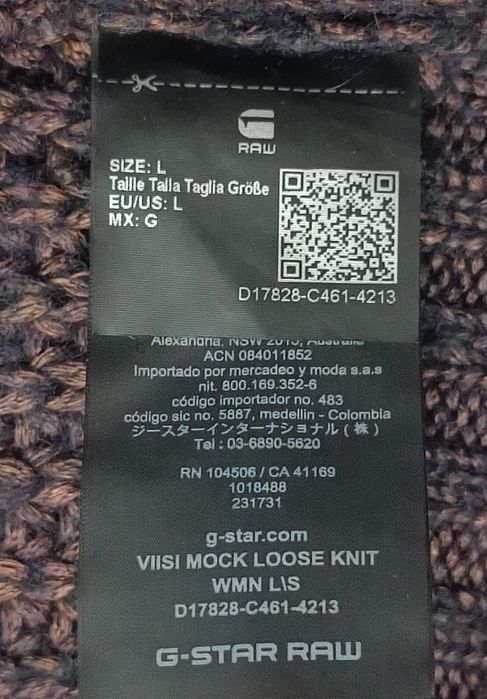 RAW
SIZE: L
Taille Talla Taglia Größe
EU/US: L
MX: G
D17828-C461-4213
Alexandria, NSW 2015, Australia
ACN 084011852
Importado por mercadeo y moda s.a.s
nit. 800.169.352-6
código importador no. 483
código sic no. 5887, medellin - Colombia
ジースターインターナショナル(株)
Tel : 03-6890-5620
RN 104506 / CA 41169
1018488
231731
g-star.com
VIISI MOCK LOOSE KNIT
WMN L\S
D17828-C461-4213
G-STAR RAW